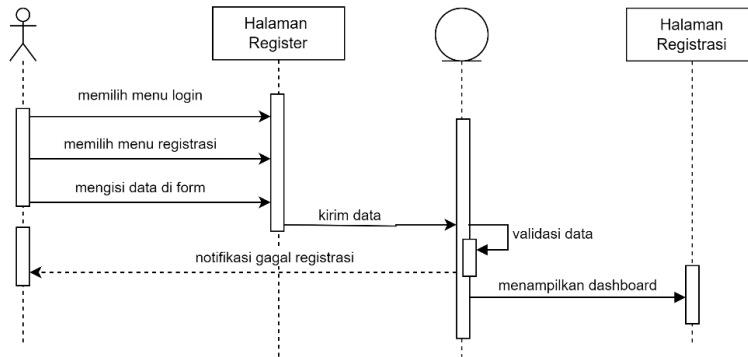 Halaman
Register
Halaman
Registrasi
memilih menu login
memilih menu registrasi
mengisi data di form
kirim data
validasi data
notifikasi gagal registrasi
menampilkan dashboard